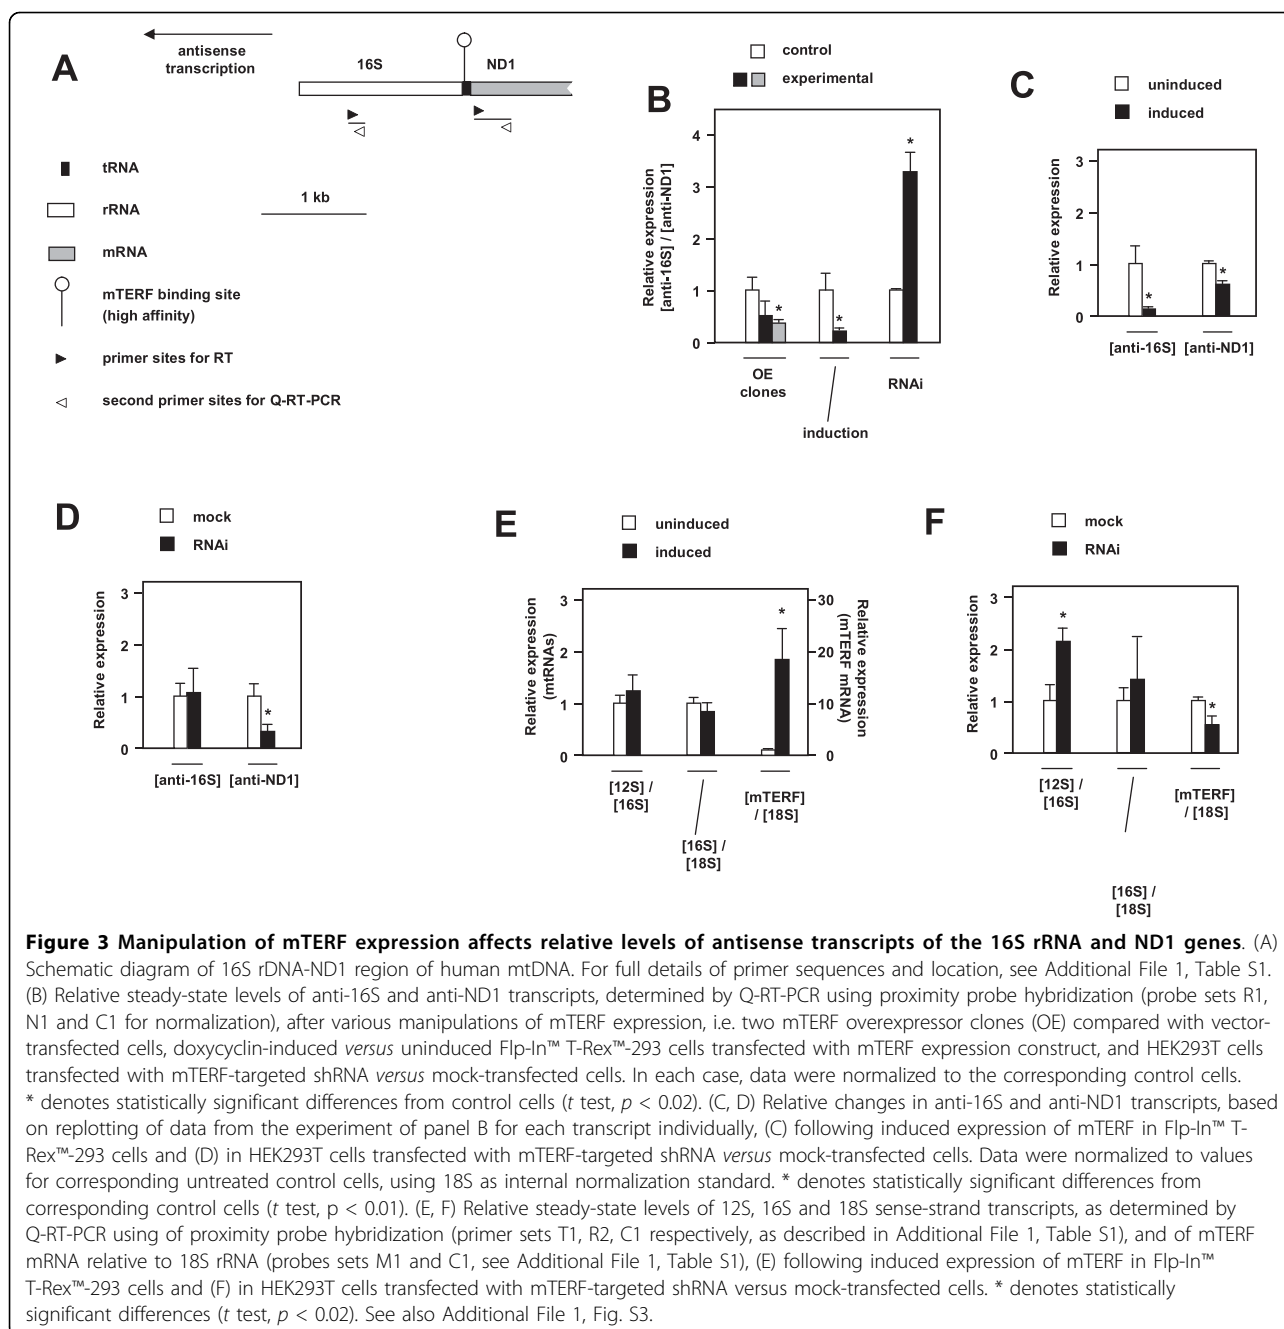 A
antisense
transcription
16S
ND1
tRNA
rRNA
1 kb
mRNA
mTERF binding site
(high affinity)
primer sites for RT
second primer sites for Q-RT-PCR
B
control
experimental
Relative expression
[anti-16S] / [anti-ND1]
4
3
2
1
0
*
*
*
OE
clones
induction
RNAi
C
uninduced
induced
Relative expression
3
2
1
0
*
*
[anti-16S] [anti-ND1]
D
mock
RNAi
Relative expression
3
2
1
0
*
[anti-16S] [anti-ND1]
E
uninduced
induced
Relative expression
(mtRNAs)
3
2
1
0
30
20
10
0
Relative expression
(mTERF mRNA)
*
[12S] /
[16S]
[16S] /
[18S]
[mTERF]
/ [18S]
F
mock
RNAi
Relative expression
3
2
1
0
*
*
[12S] /
[16S]
[16S] /
[18S]
[mTERF]
/ [18S]
Figure 3 Manipulation of mTERF expression affects relative levels of antisense transcripts of the 16S rRNA and ND1 genes. (A)
Schematic diagram of 16S rDNA-ND1 region of human mtDNA. For full details of primer sequences and location, see Additional File 1, Table S1.
(B) Relative steady-state levels of anti-16S and anti-ND1 transcripts, determined by Q-RT-PCR using proximity probe hybridization (probe sets R1,
N1 and C1 for normalization), after various manipulations of mTERF expression, i.e. two mTERF overexpressor clones (OE) compared with vector-
transfected cells, doxycyclin-induced versus uninduced Flp-In™ T-Rex™-293 cells transfected with mTERF expression construct, and HEK293T cells
transfected with mTERF-targeted shRNA versus mock-transfected cells. In each case, data were normalized to the corresponding control cells.
* denotes statistically significant differences from control cells (t test, p < 0.02). (C, D) Relative changes in anti-16S and anti-ND1 transcripts, based
on replotting of data from the experiment of panel B for each transcript individually, (C) following induced expression of mTERF in Flp-In™ T-
Rex™-293 cells and (D) in HEK293T cells transfected with mTERF-targeted shRNA versus mock-transfected cells. Data were normalized to values
for corresponding untreated control cells, using 18S as internal normalization standard. * denotes statistically significant differences from
corresponding control cells (t test, p < 0.01). (E, F) Relative steady-state levels of 12S, 16S and 18S sense-strand transcripts, as determined by
Q-RT-PCR using of proximity probe hybridization (primer sets T1, R2, C1 respectively, as described in Additional File 1, Table S1), and of mTERF
mRNA relative to 18S rRNA (probes sets M1 and C1, see Additional File 1, Table S1), (E) following induced expression of mTERF in Flp-In™
T-Rex™-293 cells and (F) in HEK293T cells transfected with mTERF-targeted shRNA versus mock-transfected cells. * denotes statistically
significant differences (t test, p < 0.02). See also Additional File 1, Fig. S3.